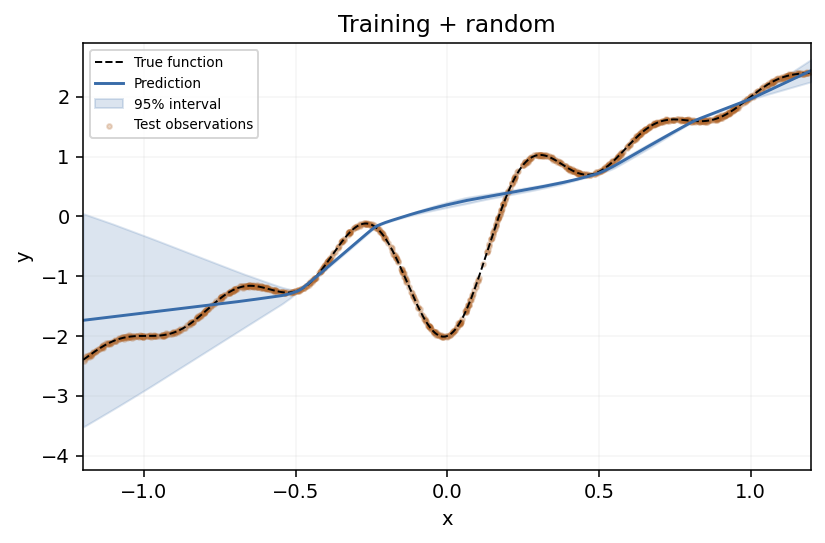 Training + random
True function
Prediction
95% interval
Test observations
2
1
0
−1
−2
−3
−4
y
−1.0 −0.5 0.0 0.5 1.0
x